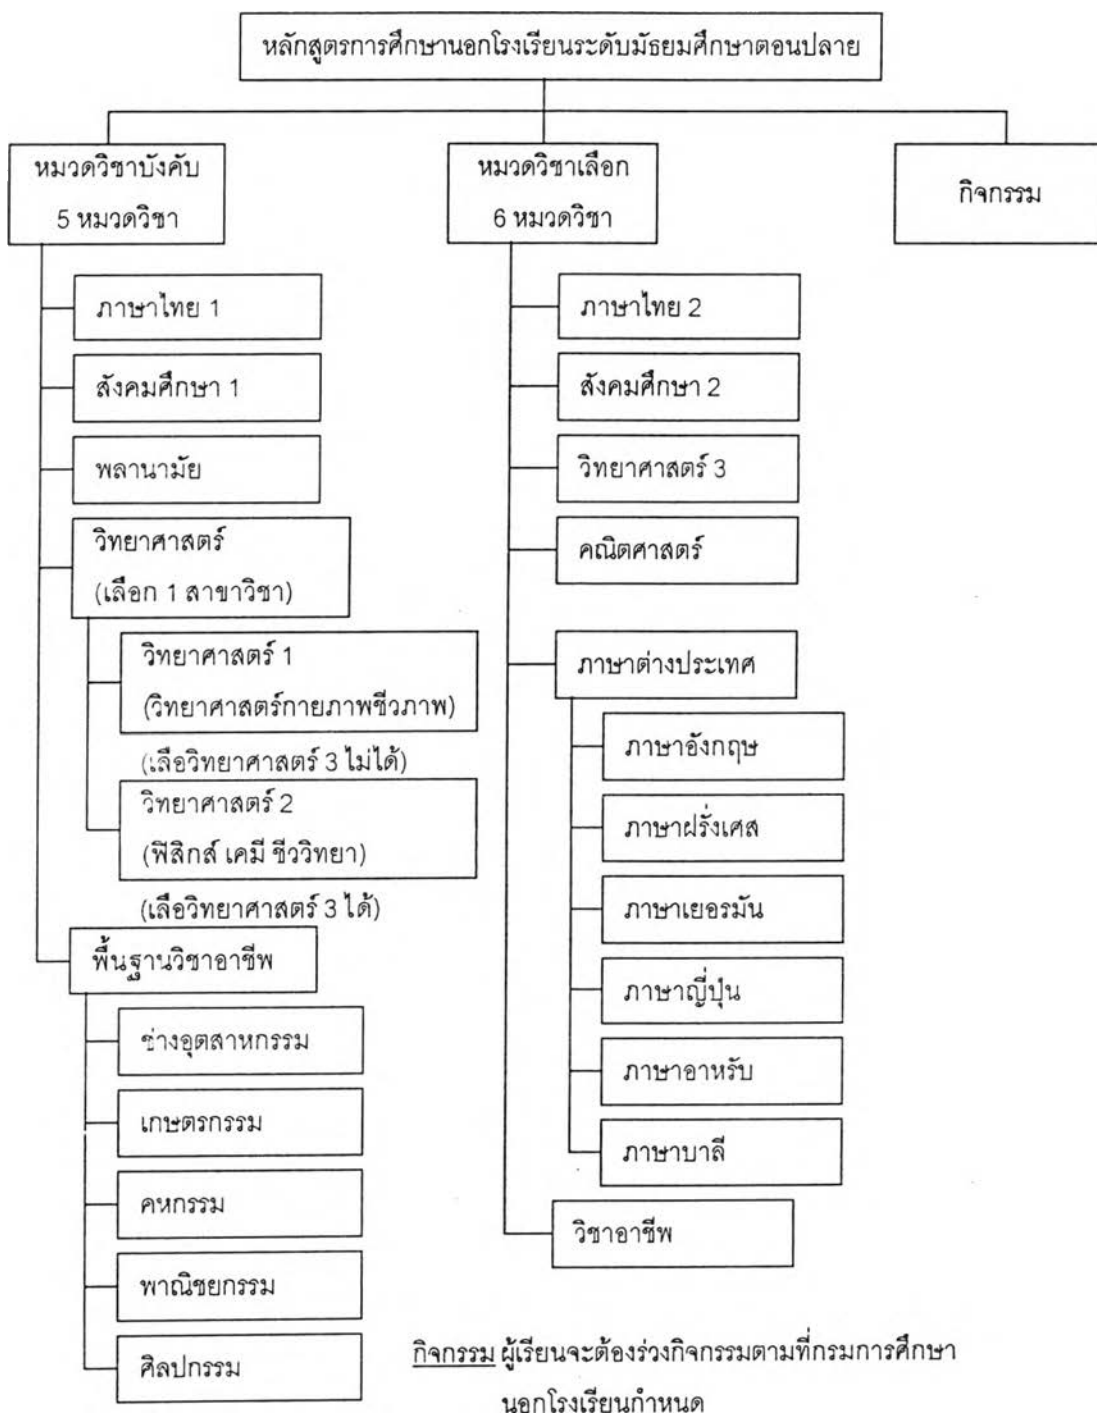 หลักสูตรการศึกษานอกโรงเรียนระดับมัธยมศึกษาตอนปลาย
หมวดวิชาบังคับ
5 หมวดวิชา
ภาษาไทย 1
สังคมศึกษา 1
พลานามัย
วิทยาศาสตร์
(เลือก 1 สาขาวิชา)
วิทยาศาสตร์ 1
(วิทยาศาสตร์กายภาพชีวภาพ)
(เลือวิทยาศาสตร์ 3 ไม่ได้)
วิทยาศาสตร์ 2
(ฟิสิกส์ เคมี ชีววิทยา)
(เลือวิทยาศาสตร์ 3 ได้)
พื้นฐานวิชาอาชีพ
ช่างอุตสาหกรรม
เกษตรกรรม
คหกรรม
พาณิชยกรรม
ศิลปกรรม
หมวดวิชาเลือก
6 หมวดวิชา
ภาษาไทย 2
สังคมศึกษา 2
วิทยาศาสตร์ 3
คณิตศาสตร์
ภาษาต่างประเทศ
ภาษาอังกฤษ
ภาษาฝรั่งเศส
ภาษาเยอรมัน
ภาษาญี่ปุ่น
ภาษาอาหรับ
ภาษาบาลี
วิชาอาชีพ
กิจกรรม
กิจกรรม ผู้เรียนจะต้องร่วงกิจกรรมตามที่กรมการศึกษา
นอกโรงเรียนกำหนด